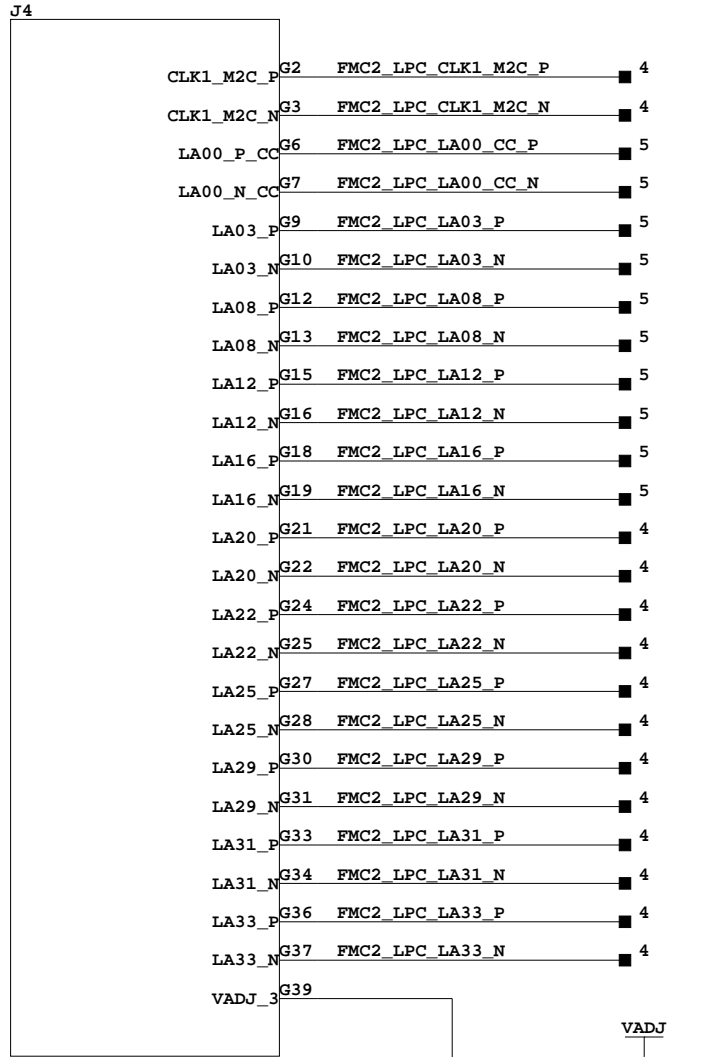 J4
CLK1_M2C_P G2 FMC2_LPC_CLK1_M2C_P 4
CLK1_M2C_N G3 FMC2_LPC_CLK1_M2C_N 4
LA00_P_CC G6 FMC2_LPC_LA00_CC_P 5
LA00_N_CC G7 FMC2_LPC_LA00_CC_N 5
LA03_P G9 FMC2_LPC_LA03_P 5
LA03_N G10 FMC2_LPC_LA03_N 5
LA08_P G12 FMC2_LPC_LA08_P 5
LA08_N G13 FMC2_LPC_LA08_N 5
LA12_P G15 FMC2_LPC_LA12_P 5
LA12_N G16 FMC2_LPC_LA12_N 5
LA16_P G18 FMC2_LPC_LA16_P 5
LA16_N G19 FMC2_LPC_LA16_N 5
LA20_P G21 FMC2_LPC_LA20_P 4
LA20_N G22 FMC2_LPC_LA20_N 4
LA22_P G24 FMC2_LPC_LA22_P 4
LA22_N G25 FMC2_LPC_LA22_N 4
LA25_P G27 FMC2_LPC_LA25_P 4
LA25_N G28 FMC2_LPC_LA25_N 4
LA29_P G30 FMC2_LPC_LA29_P 4
LA29_N G31 FMC2_LPC_LA29_N 4
LA31_P G33 FMC2_LPC_LA31_P 4
LA31_N G34 FMC2_LPC_LA31_N 4
LA33_P G36 FMC2_LPC_LA33_P 4
LA33_N G37 FMC2_LPC_LA33_N 4
VADJ_3 G39
VADJ